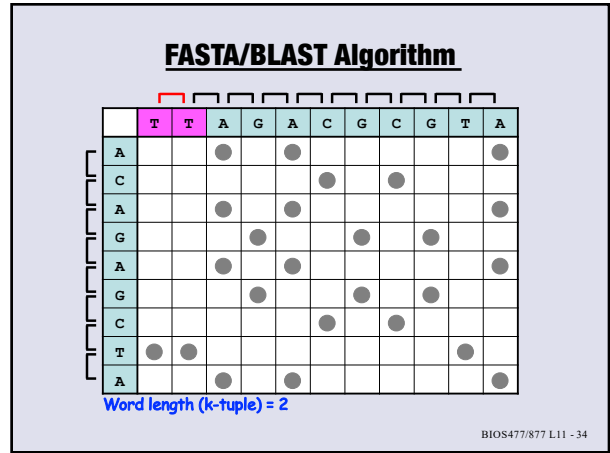 FASTA/BLAST Algorithm
T T A G A C G C G T A
A
C
A
G
A
G
C
T
A
Word length (k-tuple) = 2
BIOS477/877 L11 - 34